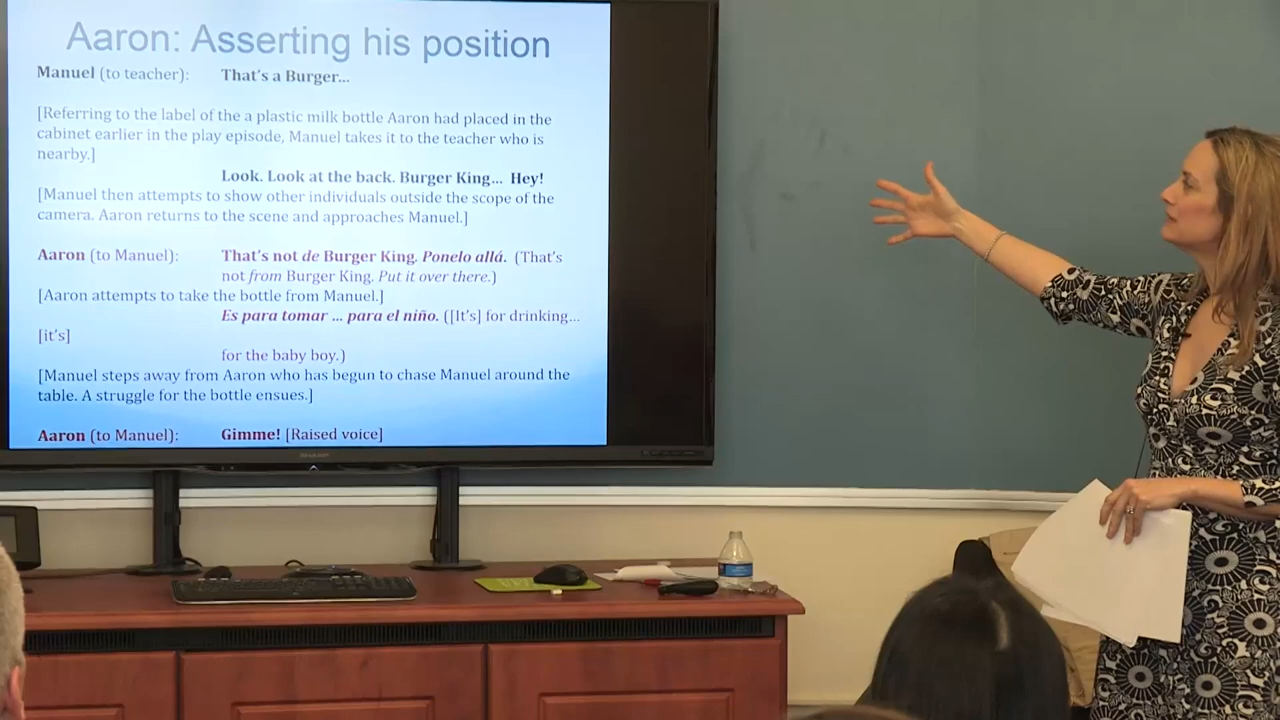 Aaron: Asserting his position
Manuel (to teacher): That's a Burger...
[Referring to the label of the a plastic milk bottle Aaron had placed in the
cabinet earlier in the play episode, Manuel takes it to the teacher who is
nearby.]
Look. Look at the back. Burger King... Hey!
[Manuel then attempts to show other individuals outside the scope of the
camera. Aaron returns to the scene and approaches Manuel.]
Aaron (to Manuel): That's not de Burger King. Ponelo allá. (That's
not from Burger King. Put it over there.)
[Aaron attempts to take the bottle from Manuel.]
Es para tomar ... para el niño. ([It's] for drinking...
[it's]
for the baby boy.)
[Manuel steps away from Aaron who has begun to chase Manuel around the
table. A struggle for the bottle ensues.]
Aaron (to Manuel): Gimme! [Raised voice]
SHARP